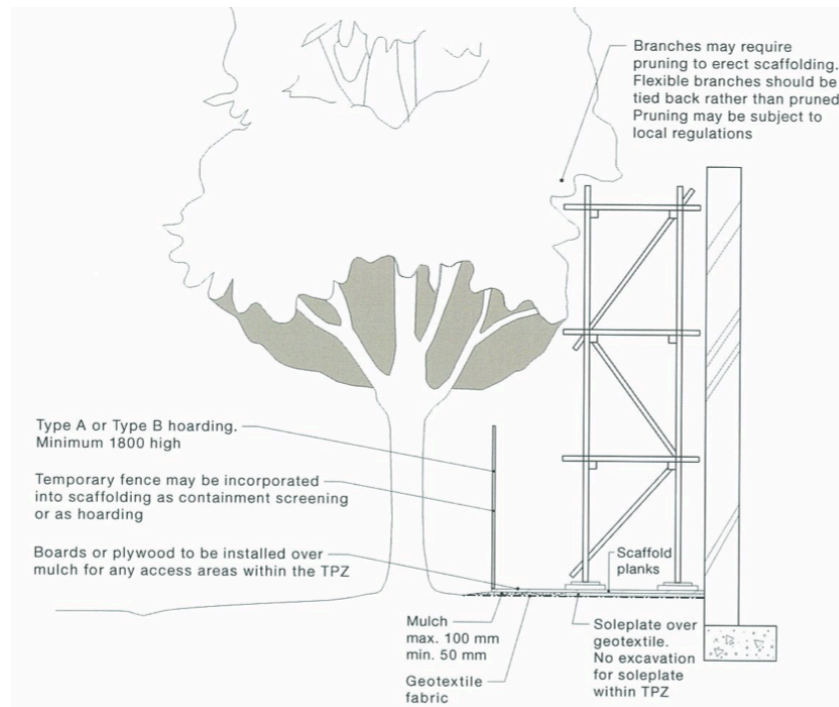 Branches may require
pruning to erect scaffolding.
Flexible branches should be
tied back rather than pruned
Pruning may be subject to
local regulations
Type A or Type B hoarding.
Minimum 1800 high
Temporary fence may be incorporated
into scaffolding as containment screening
or as hoarding
Boards or plywood to be installed over
mulch for any access areas within the TPZ
Scaffold
planks
Mulch
max. 100 mm
min. 50 mm
Geotextile
fabric
Soleplate over
geotextile.
No excavation
for soleplate
within TPZ